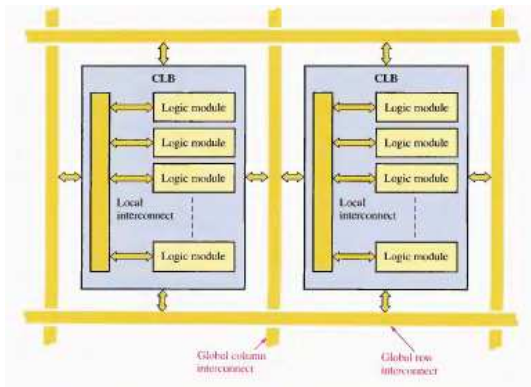 CLB
Logic module
Logic module
Logic module
Local
interconnect
Logic module
CLB
Logic module
Logic module
Logic module
Local
interconnect
Logic module
Global column
interconnect
Global row
interconnect